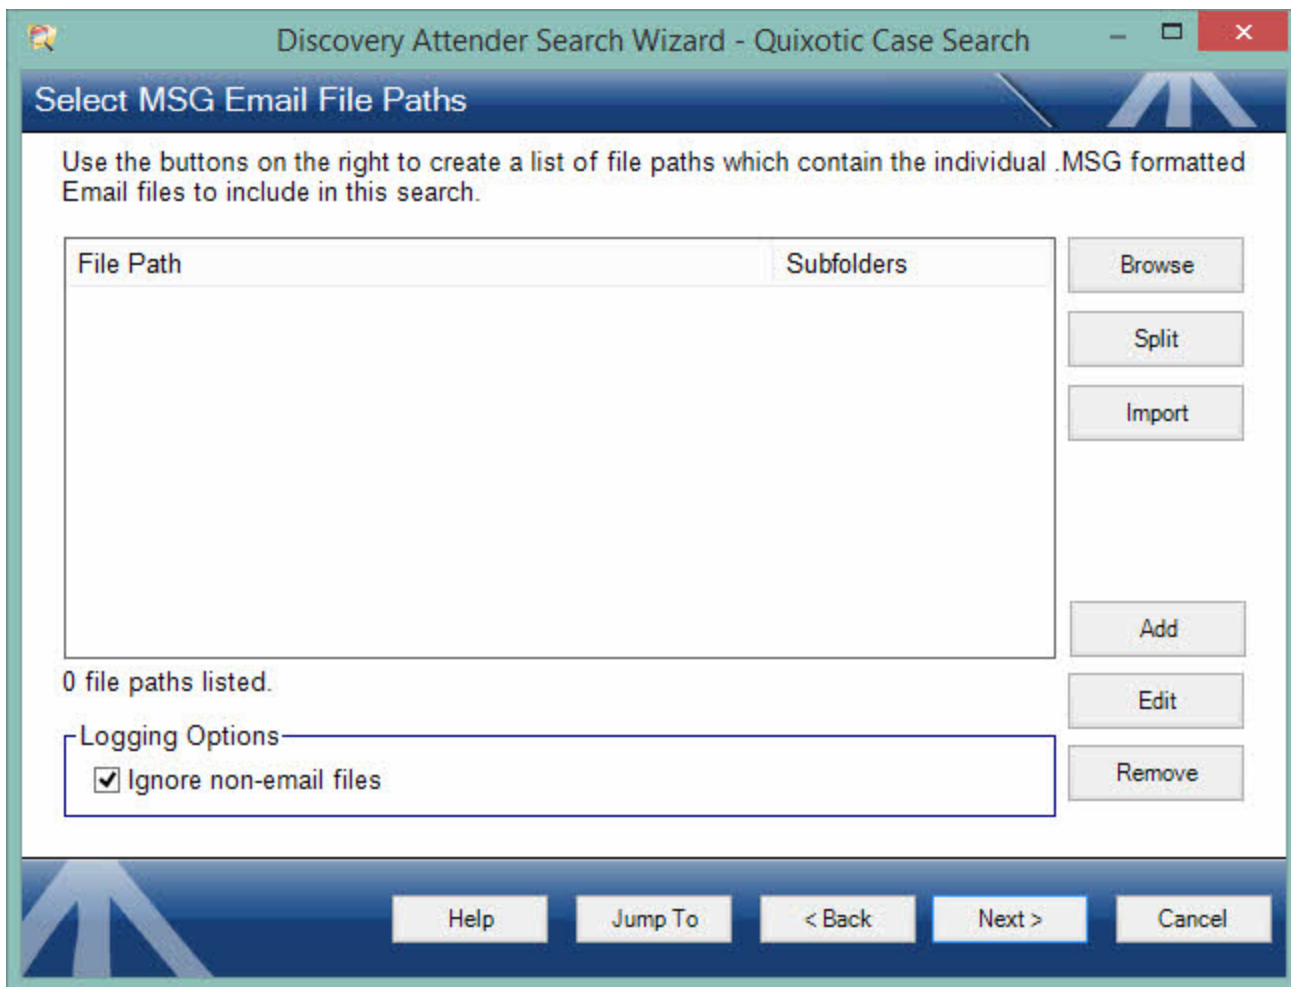 Discovery Attender Search Wizard - Quixotic Case Search
Select MSG Email File Paths
Use the buttons on the right to create a list of file paths which contain the individual .MSG formatted
Email files to include in this search.
File Path Subfolders
Browse
Split
Import
Add
Edit
Remove
0 file paths listed.
Logging Options
Ignore non-email files
Help Jump To < Back Next > Cancel